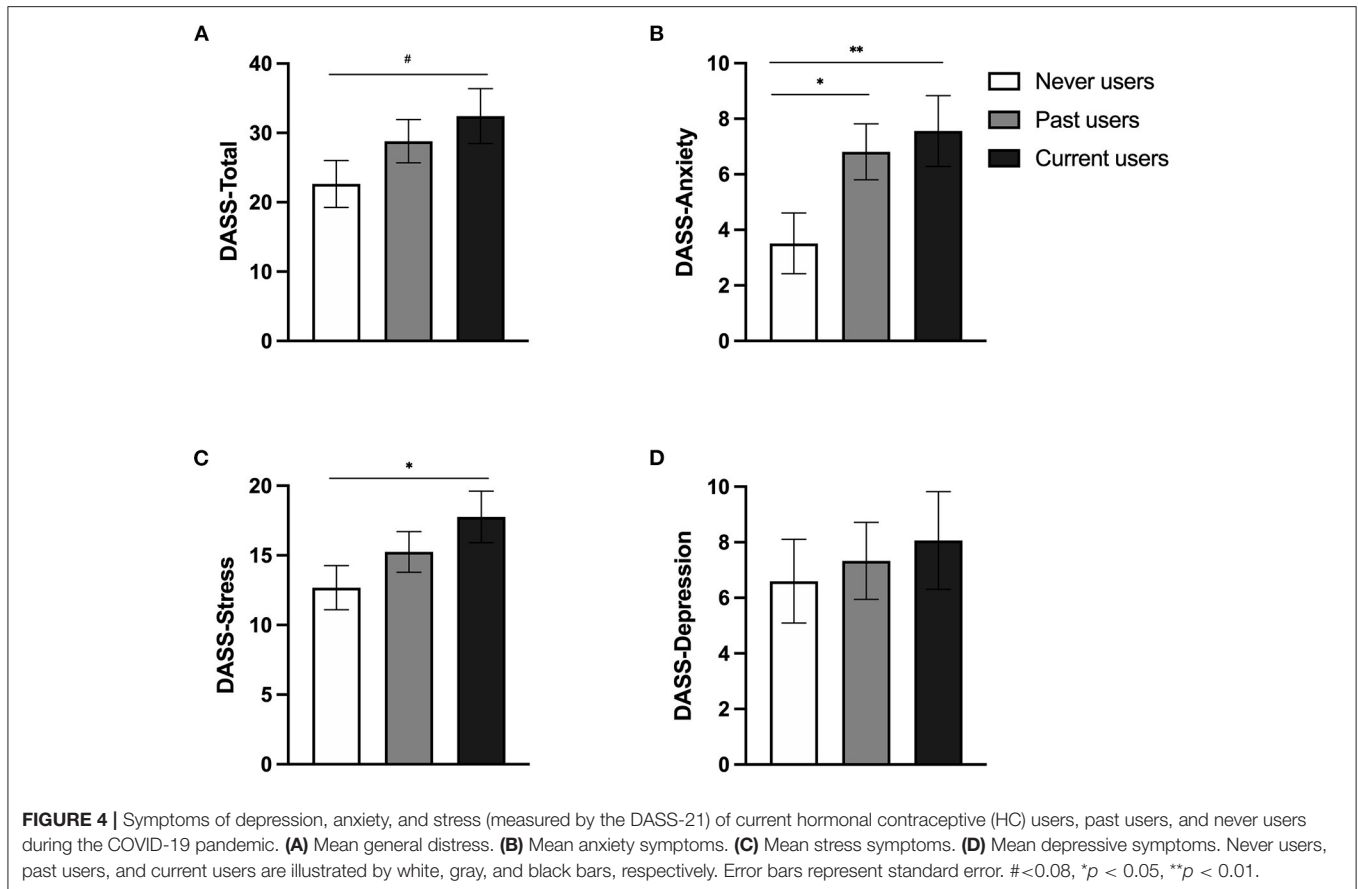 A
#
40
30
20
10
0
DASS-Total
B
**
*
10
8
6
4
2
0
DASS-Anxiety
Never users
Past users
Current users
C
*
20
15
10
5
0
DASS-Stress
D
10
8
6
4
2
0
DASS-Depression
FIGURE 4 | Symptoms of depression, anxiety, and stress (measured by the DASS-21) of current hormonal contraceptive (HC) users, past users, and never users
during the COVID-19 pandemic. (A) Mean general distress. (B) Mean anxiety symptoms. (C) Mean stress symptoms. (D) Mean depressive symptoms. Never users,
past users, and current users are illustrated by white, gray, and black bars, respectively. Error bars represent standard error. #<0.08, *p < 0.05, **p < 0.01.